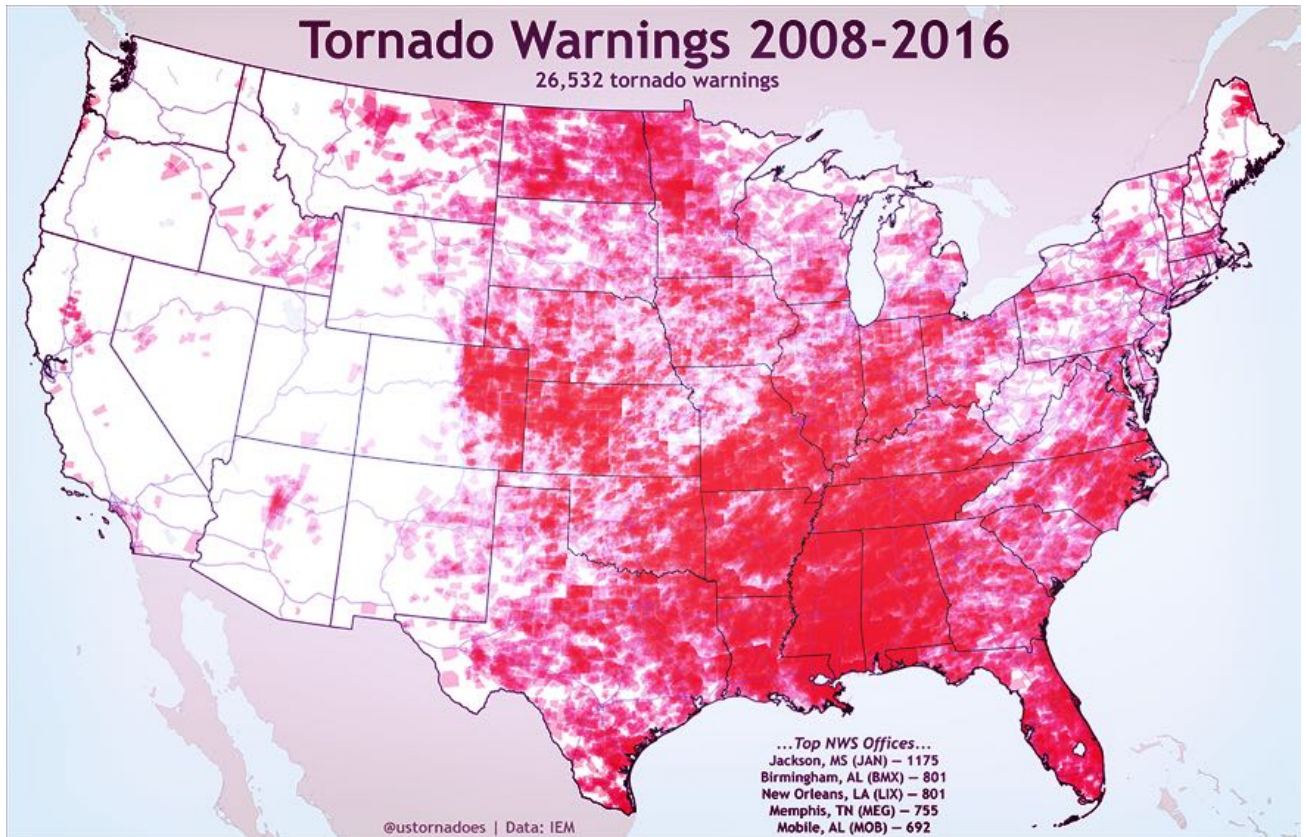 Tornado Warnings 2008-2016
26,532 tornado warnings
...Top NWS Offices...
Jackson, MS (JAN) — 1175
Birmingham, AL (BMX) — 801
New Orleans, LA (LIX) — 801
Memphis, TN (MEG) — 755
Mobile, AL (MOB) — 692
@ustornadoes | Data: IEM